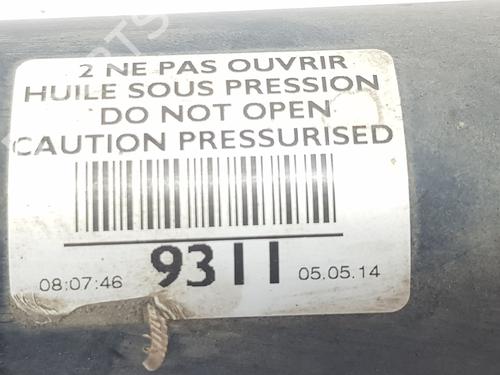 2 NE PAS OUVRIR
HUILE SOUS PRESSION
DO NOT OPEN
CAUTION PRESSURISED
9311
08:07:46 05.05.14